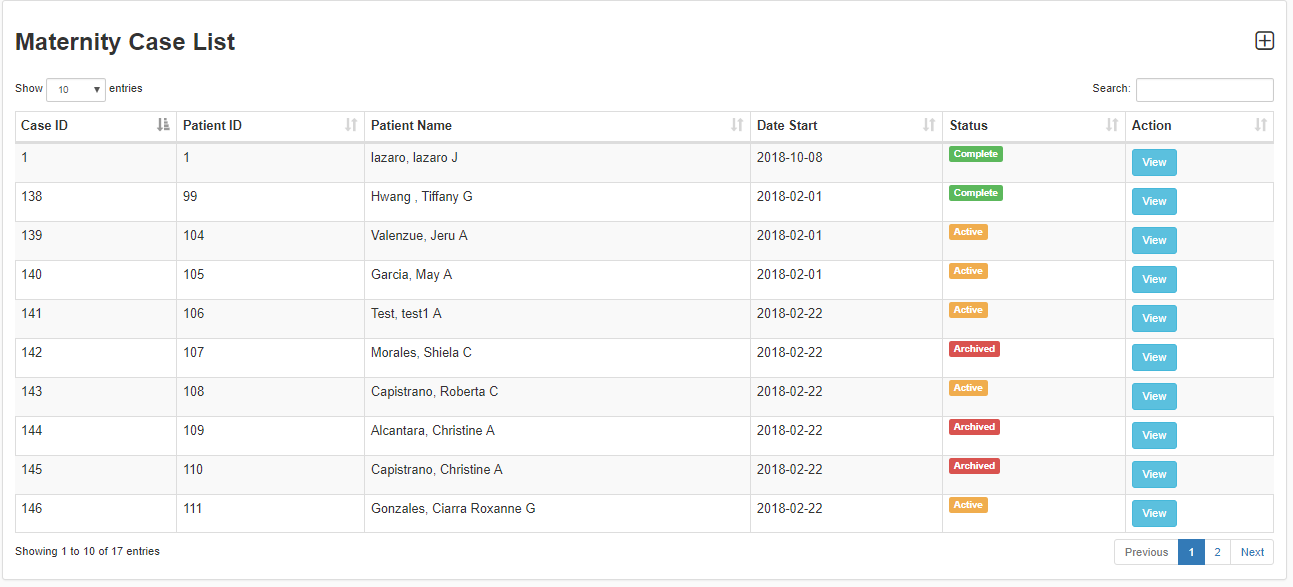 Maternity Case List
Show 10 entries Search:
Case ID Patient ID Patient Name Date Start Status Action
1 1 lazaro, lazaro J 2018-10-08 Complete View
138 99 Hwang , Tiffany G 2018-02-01 Complete View
139 104 Valenzue, Jeru A 2018-02-01 Active View
140 105 Garcia, May A 2018-02-01 Active View
141 106 Test, test1 A 2018-02-22 Active View
142 107 Morales, Shiela C 2018-02-22 Archived View
143 108 Capistrano, Roberta C 2018-02-22 Active View
144 109 Alcantara, Christine A 2018-02-22 Archived View
145 110 Capistrano, Christine A 2018-02-22 Archived View
146 111 Gonzales, Ciarra Roxanne G 2018-02-22 Active View
Showing 1 to 10 of 17 entries Previous 1 2 Next